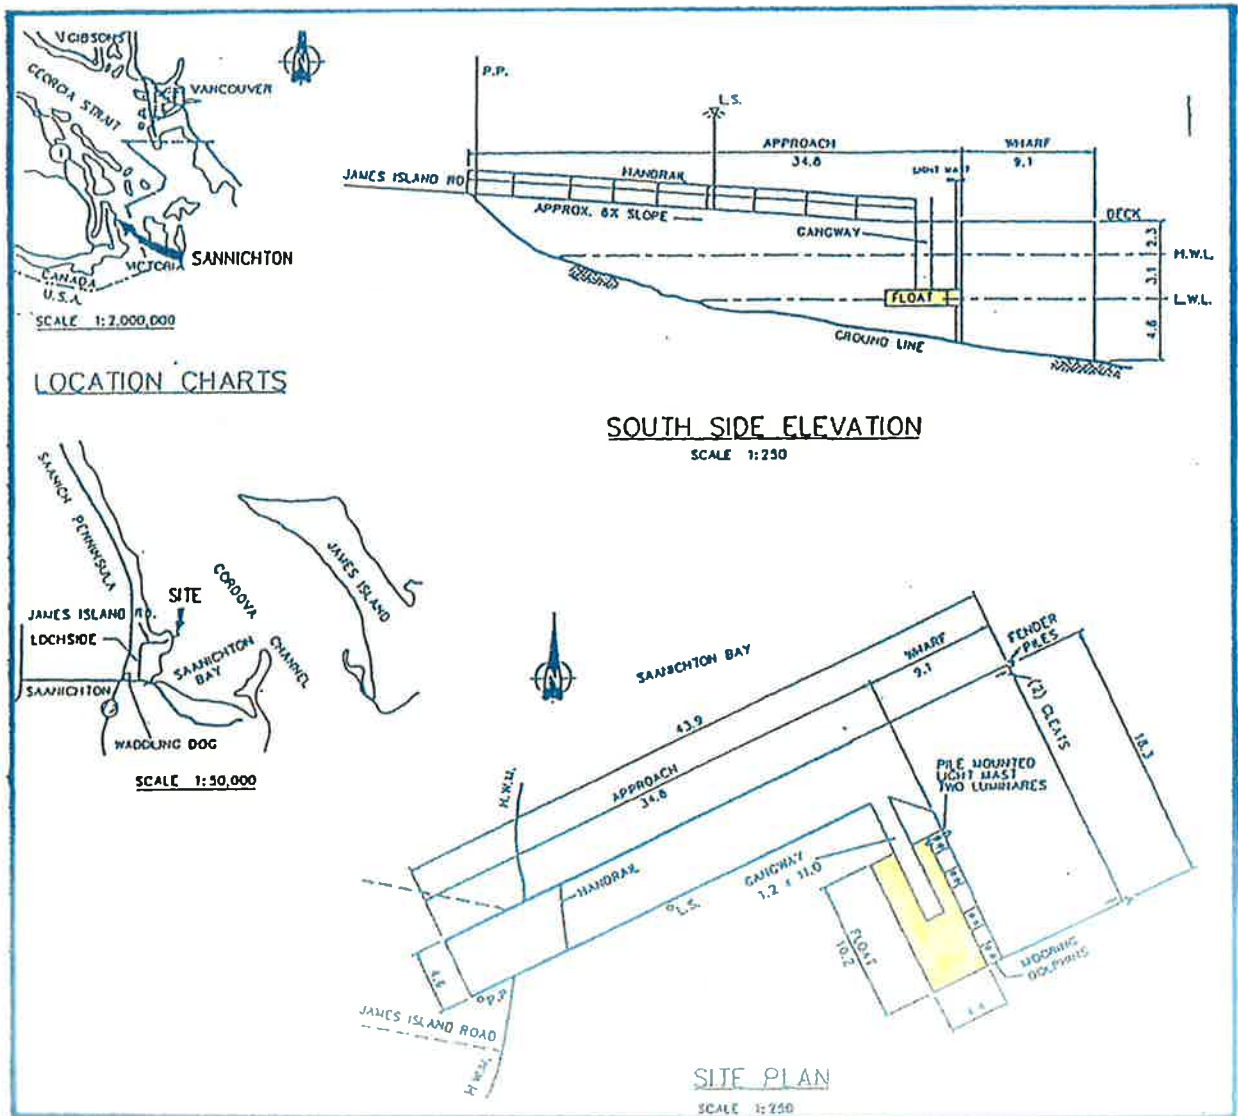 GIBSONS
GEORGIA STRAIT
VANCOUVER
1
VICTORIA
SANNICHTON
CANADA
U.S.A.
SCALE 1:2,000,000
LOCATION CHARTS
P.P.
L.S.
APPROACH
34.8
WHARF
9.1
LIGHT MAST
JAMES ISLAND RD
HANDRAIL
APPROX. 8% SLOPE
GANGWAY
DECK
2.3
H.W.L.
3.1
FLOAT
L.W.L.
4.6
GROUND LINE
SOUTH SIDE ELEVATION
SCALE 1:250
SAANICH PENNINSULA
JAMES ISLAND RD.
SITE
CORDOVA CHANNEL
JAMES ISLAND
LOCHSIDE
SAANICHTON BAY
SAANICHTON
WADDLING DOG
SCALE 1:50,000
SAANICHTON BAY
WHARF
9.1
FENDER PILES
(2) CLEATS
18.3
43.9
APPROACH
34.8
PILE MOUNTED
LIGHT MAST
TWO LUMINARES
H.W.M.
HANDRAIL
L.S.
GANGWAY
1.2 x 11.0
FLOAT
10.2
MOORING
DOLPHINS
4.6
P.P
JAMES ISLAND ROAD
H.W.M.
SITE PLAN
SCALE 1:250